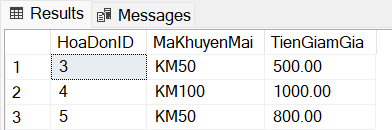 Results Messages
HoaDonID MaKhuyenMai TienGiamGia
1 3 KM50 500.00
2 4 KM100 1000.00
3 5 KM50 800.00